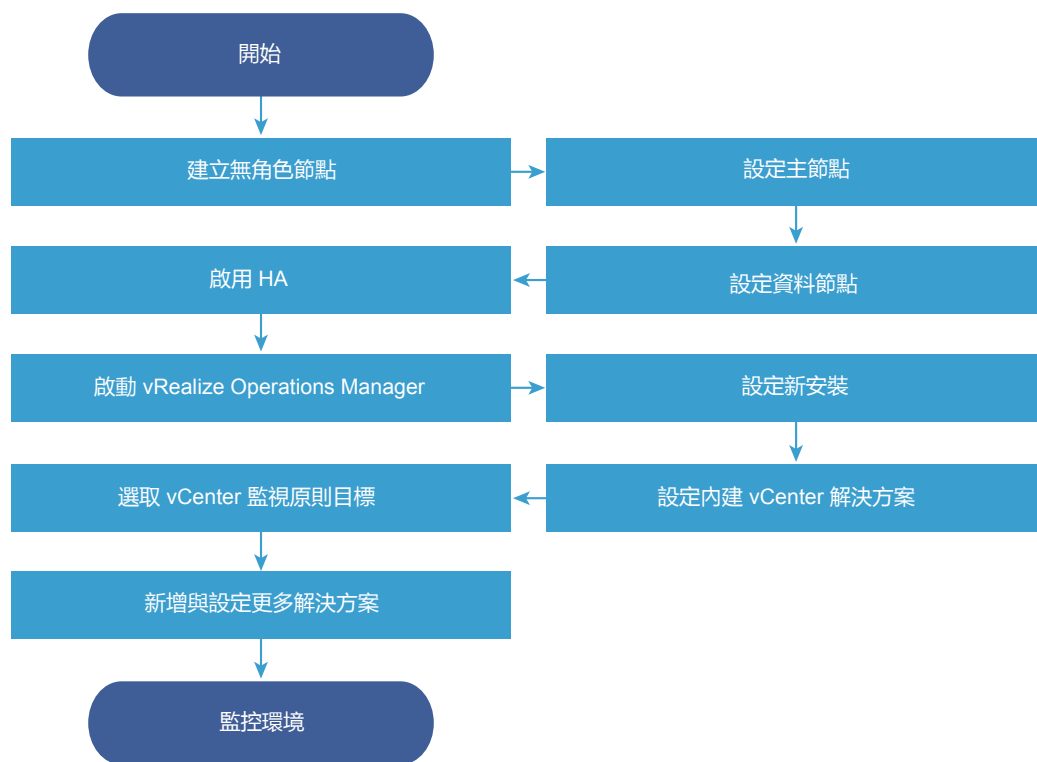 開始
建立無角色節點
設定主節點
設定資料節點
啟用 HA
啟動 vRealize Operations Manager
設定新安裝
設定內建 vCenter 解決方案
選取 vCenter 監視原則目標
新增與設定更多解決方案
監控環境